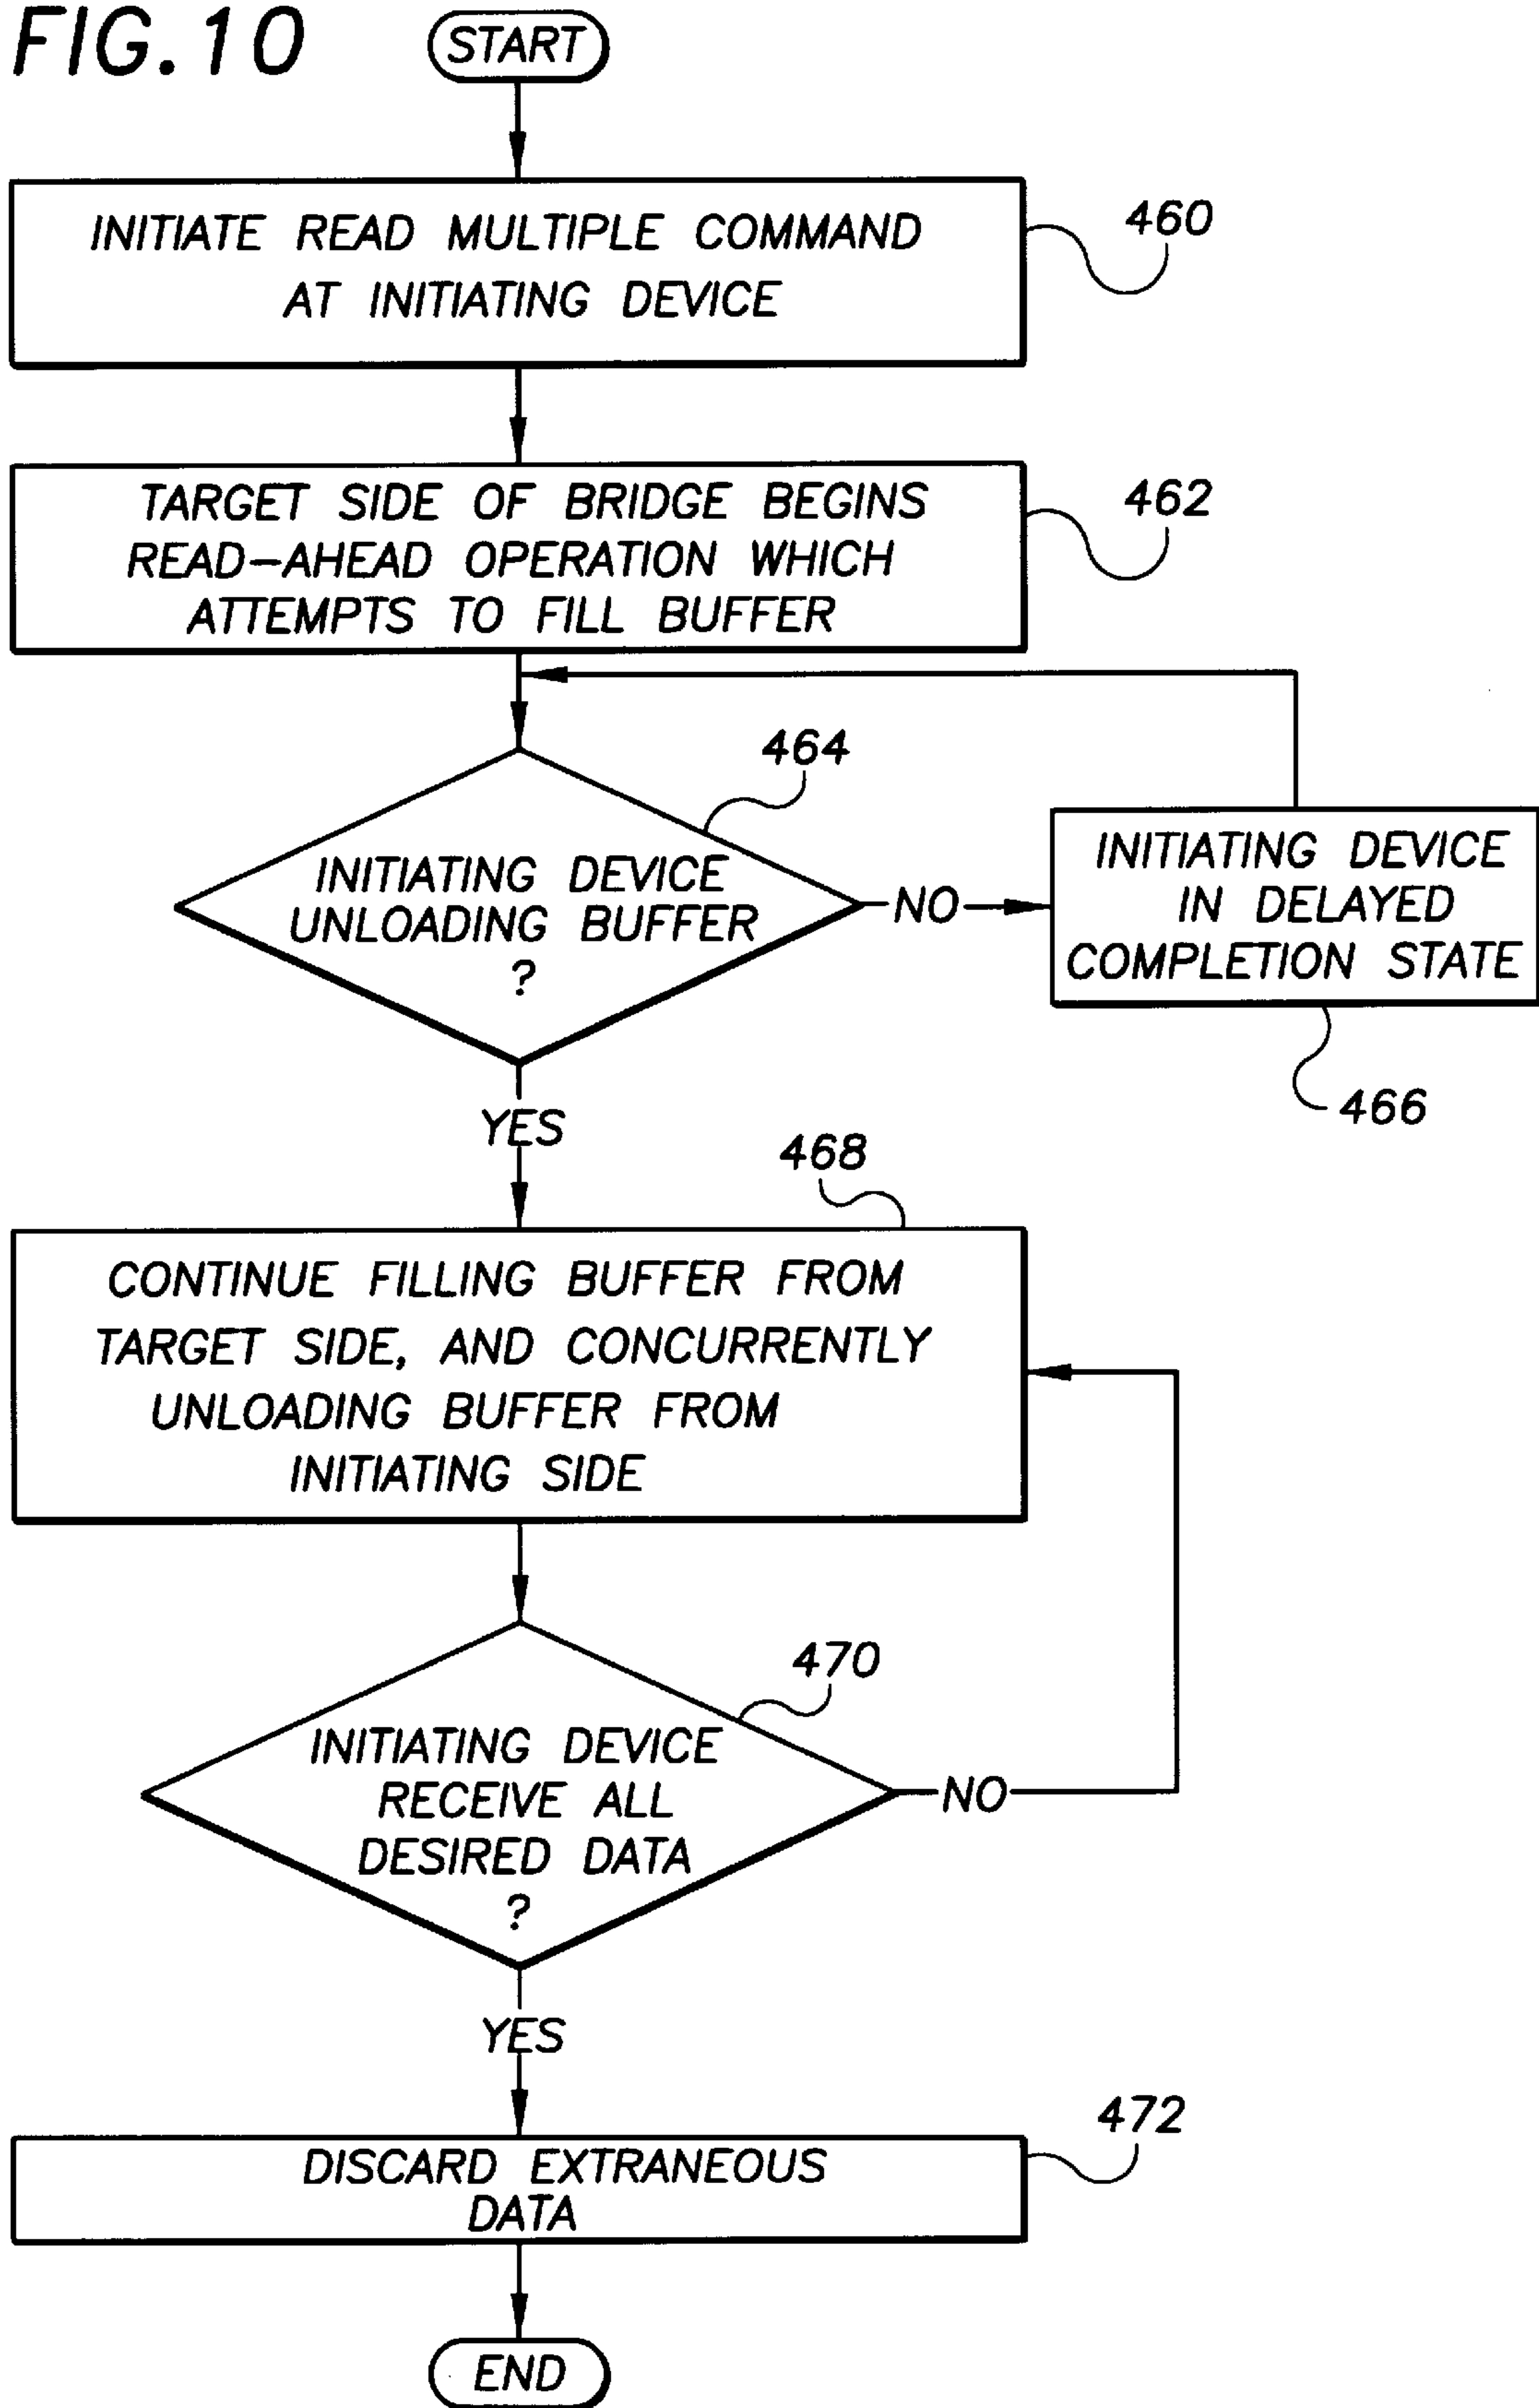 FIG. 10
START
INITIATE READ MULTIPLE COMMAND
AT INITIATING DEVICE
460
TARGET SIDE OF BRIDGE BEGINS
READ-AHEAD OPERATION WHICH
ATTEMPTS TO FILL BUFFER
462
464
INITIATING DEVICE
UNLOADING BUFFER
?
NO
INITIATING DEVICE
IN DELAYED
COMPLETION STATE
466
YES
468
CONTINUE FILLING BUFFER FROM
TARGET SIDE, AND CONCURRENTLY
UNLOADING BUFFER FROM
INITIATING SIDE
470
INITIATING DEVICE
RECEIVE ALL
DESIRED DATA
?
NO
YES
472
DISCARD EXTRANEOUS
DATA
END